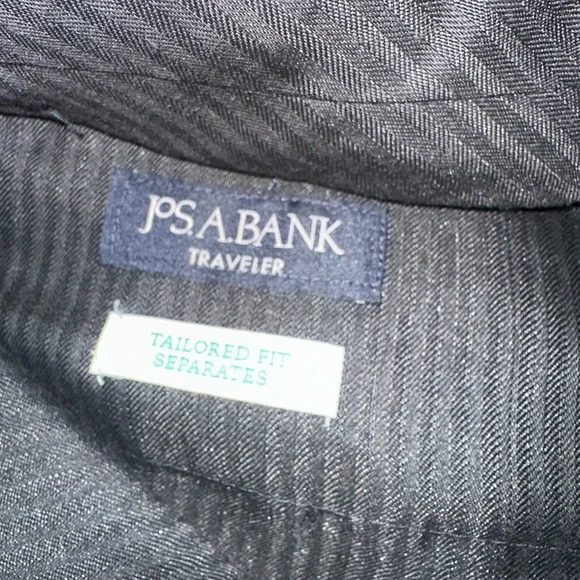 JoS.A.BANK
TRAVELER
TAILORED FIT
SEPARATES